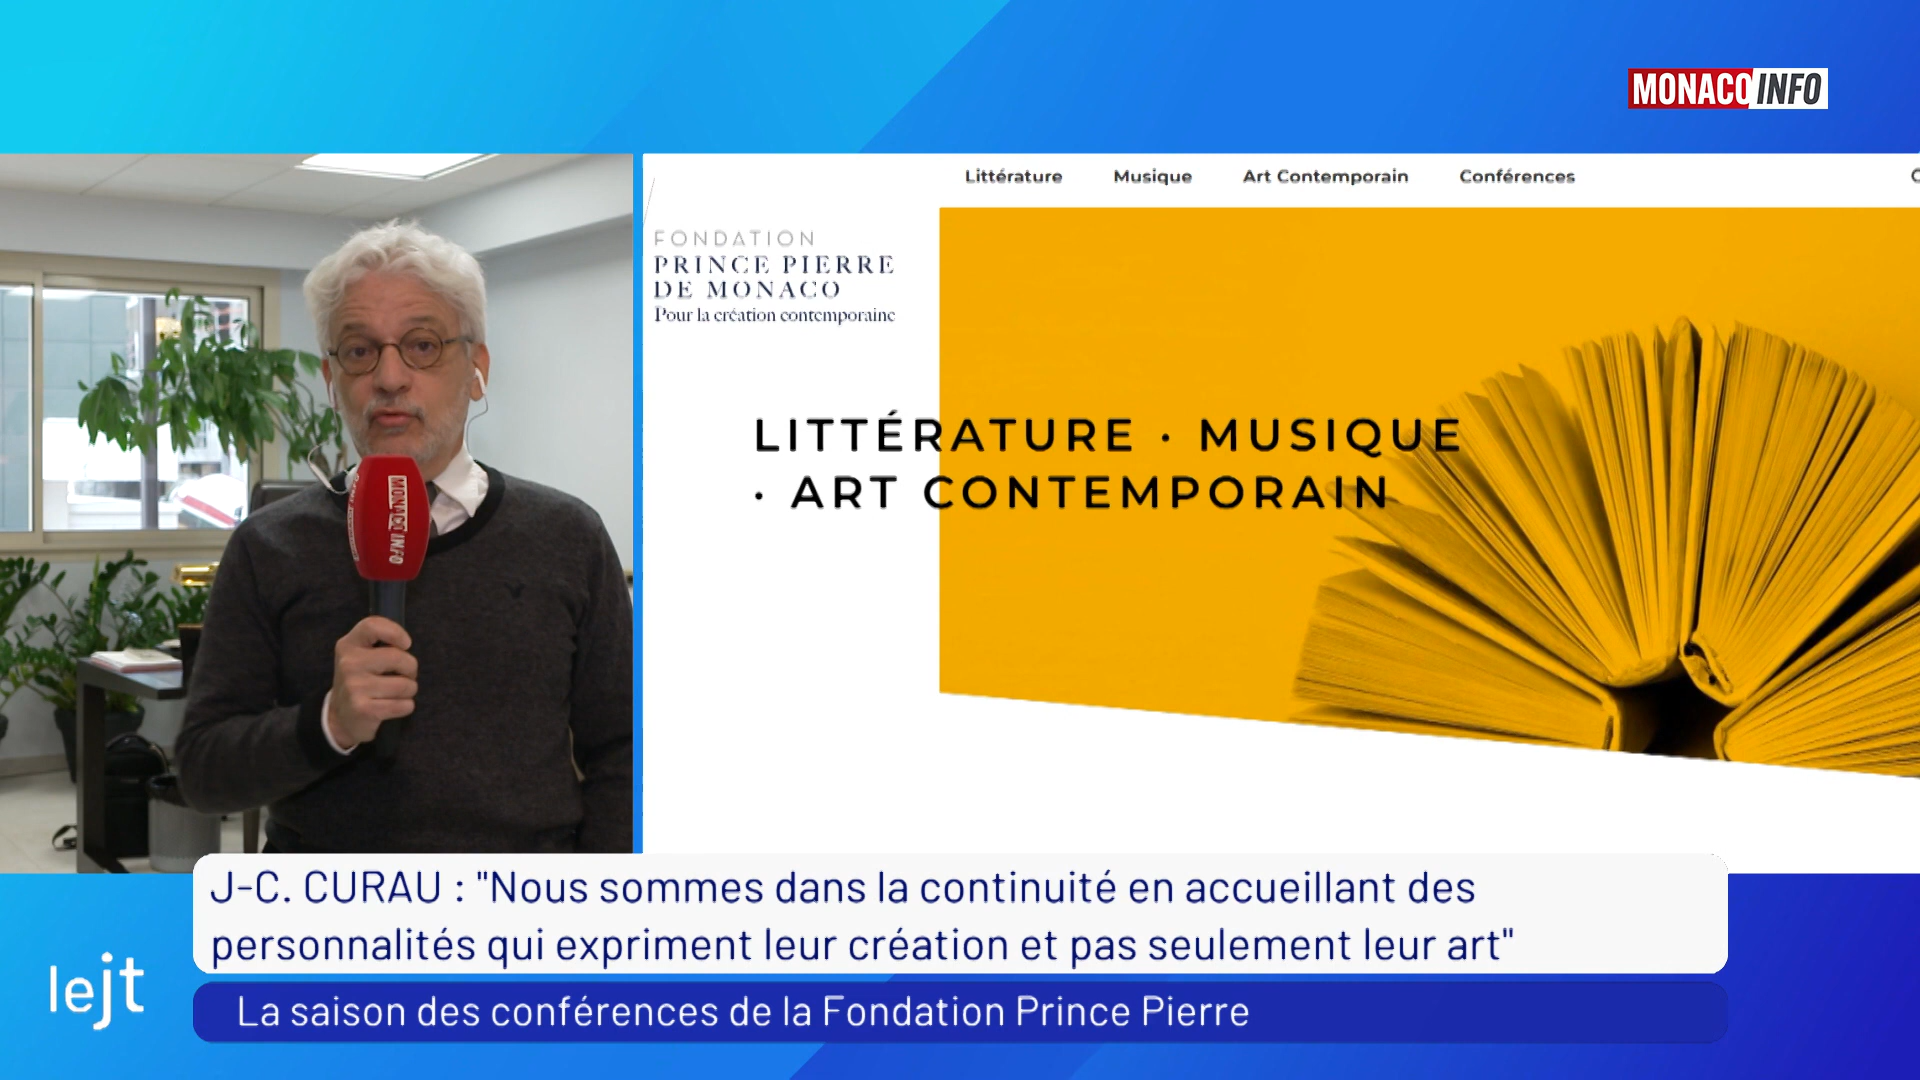 MONACOINFO
Littérature Musique Art Contemporain Conférences
FONDATION
PRINCE PIERRE
DE MONACO
Pour la création contemporaine
LITTÉRATURE · MUSIQUE
· ART CONTEMPORAIN
MONACO INFO
J-C. CURAU : "Nous sommes dans la continuité en accueillant des
personnalités qui expriment leur création et pas seulement leur art"
lejt
La saison des conférences de la Fondation Prince Pierre